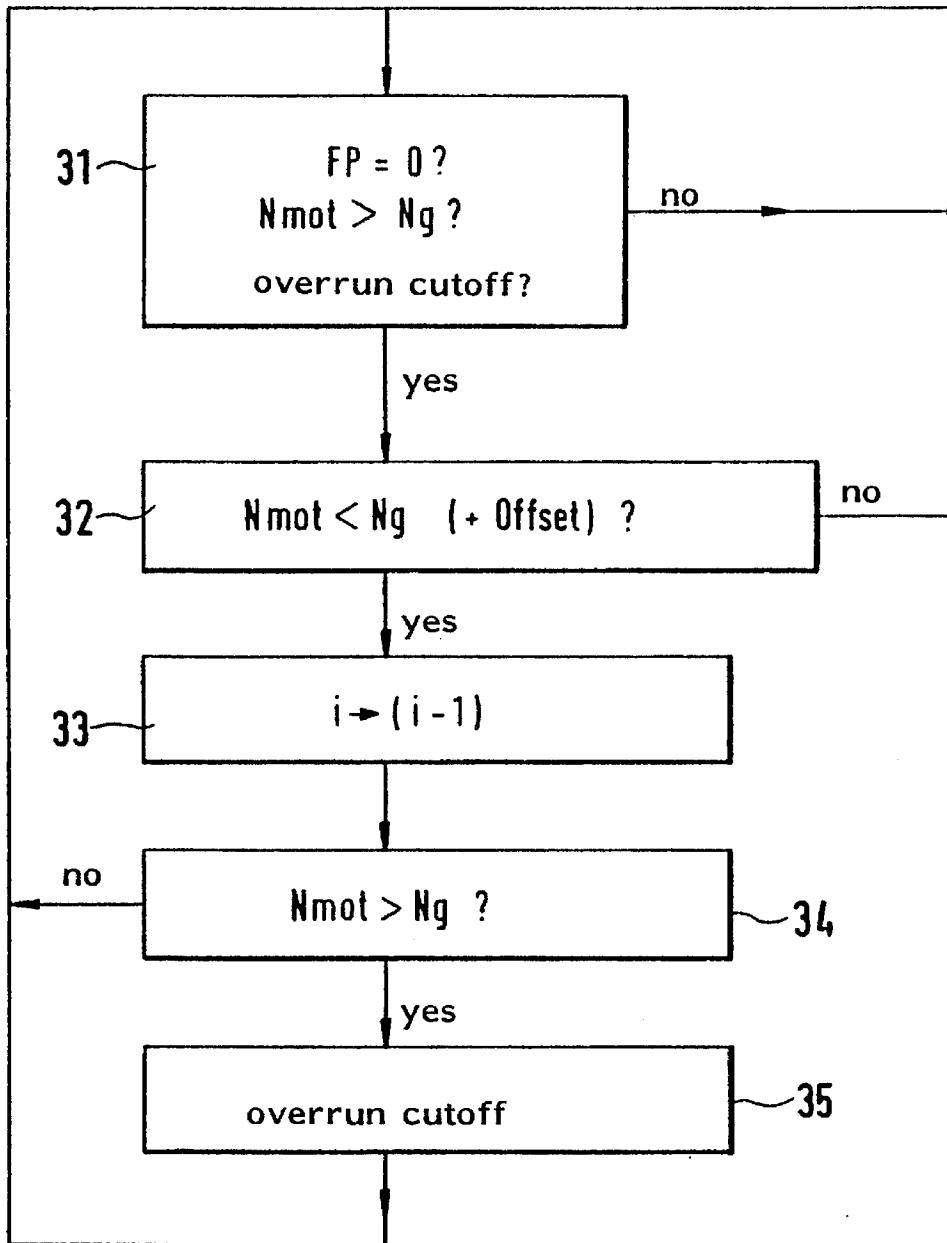 31
FP = 0 ?
Nmot > Ng ?
overrun cutoff?
no
yes
32
Nmot < Ng (+ Offset) ?
no
yes
33
i → (i - 1)
no
Nmot > Ng ?
34
yes
overrun cutoff
35